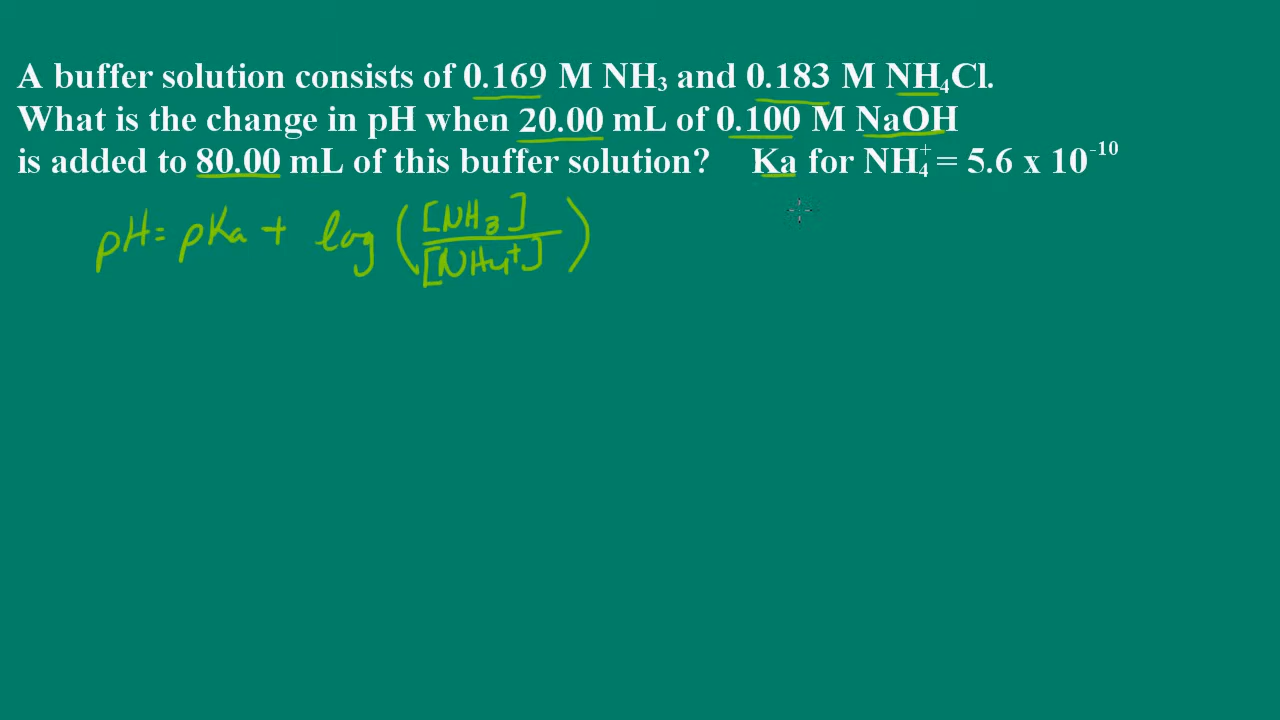 A buffer solution consists of 0.169 M NH₃ and 0.183 M NH₄Cl.
What is the change in pH when 20.00 mL of 0.100 M NaOH
is added to 80.00 mL of this buffer solution? Ka for NH₄⁺ = 5.6 x 10⁻¹⁰
pH = pKa + log ([NH₃] / [NH₄⁺])